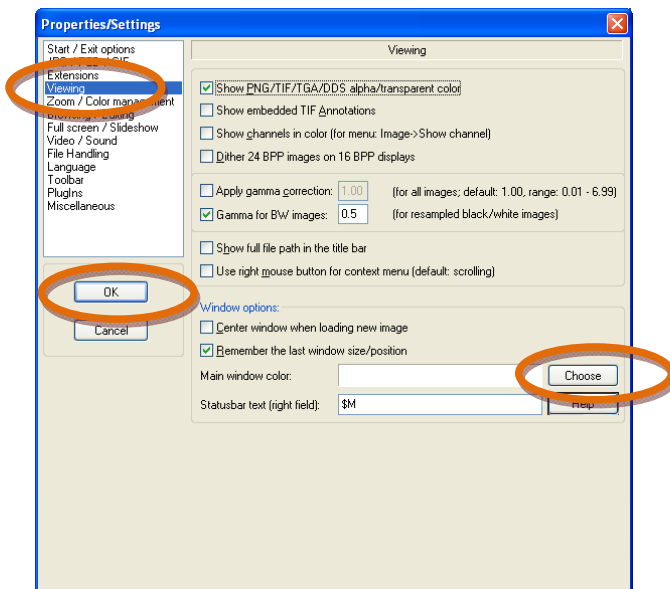 Properties/Settings
Start / Exit options
Extensions
Viewing
Zoom / Color management
Browsing / Editing
Full screen / Slideshow
Video / Sound
File Handling
Language
Toolbar
PlugIns
Miscellaneous
OK
Cancel
Viewing
Show PNG/TIF/TGA/DDS alpha/transparent color
Show embedded TIF Annotations
Show channels in color (for menu: Image->Show channel)
Dither 24 BPP images on 16 BPP displays
Apply gamma correction: 1.00 (for all images; default: 1.00, range: 0.01 - 6.99)
Gamma for BW images: 0.5 (for resampled black/white images)
Show full file path in the title bar
Use right mouse button for context menu (default: scrolling)
Window options:
Center window when loading new image
Remember the last window size/position
Main window color: Choose
Statusbar text (right field): $M Help